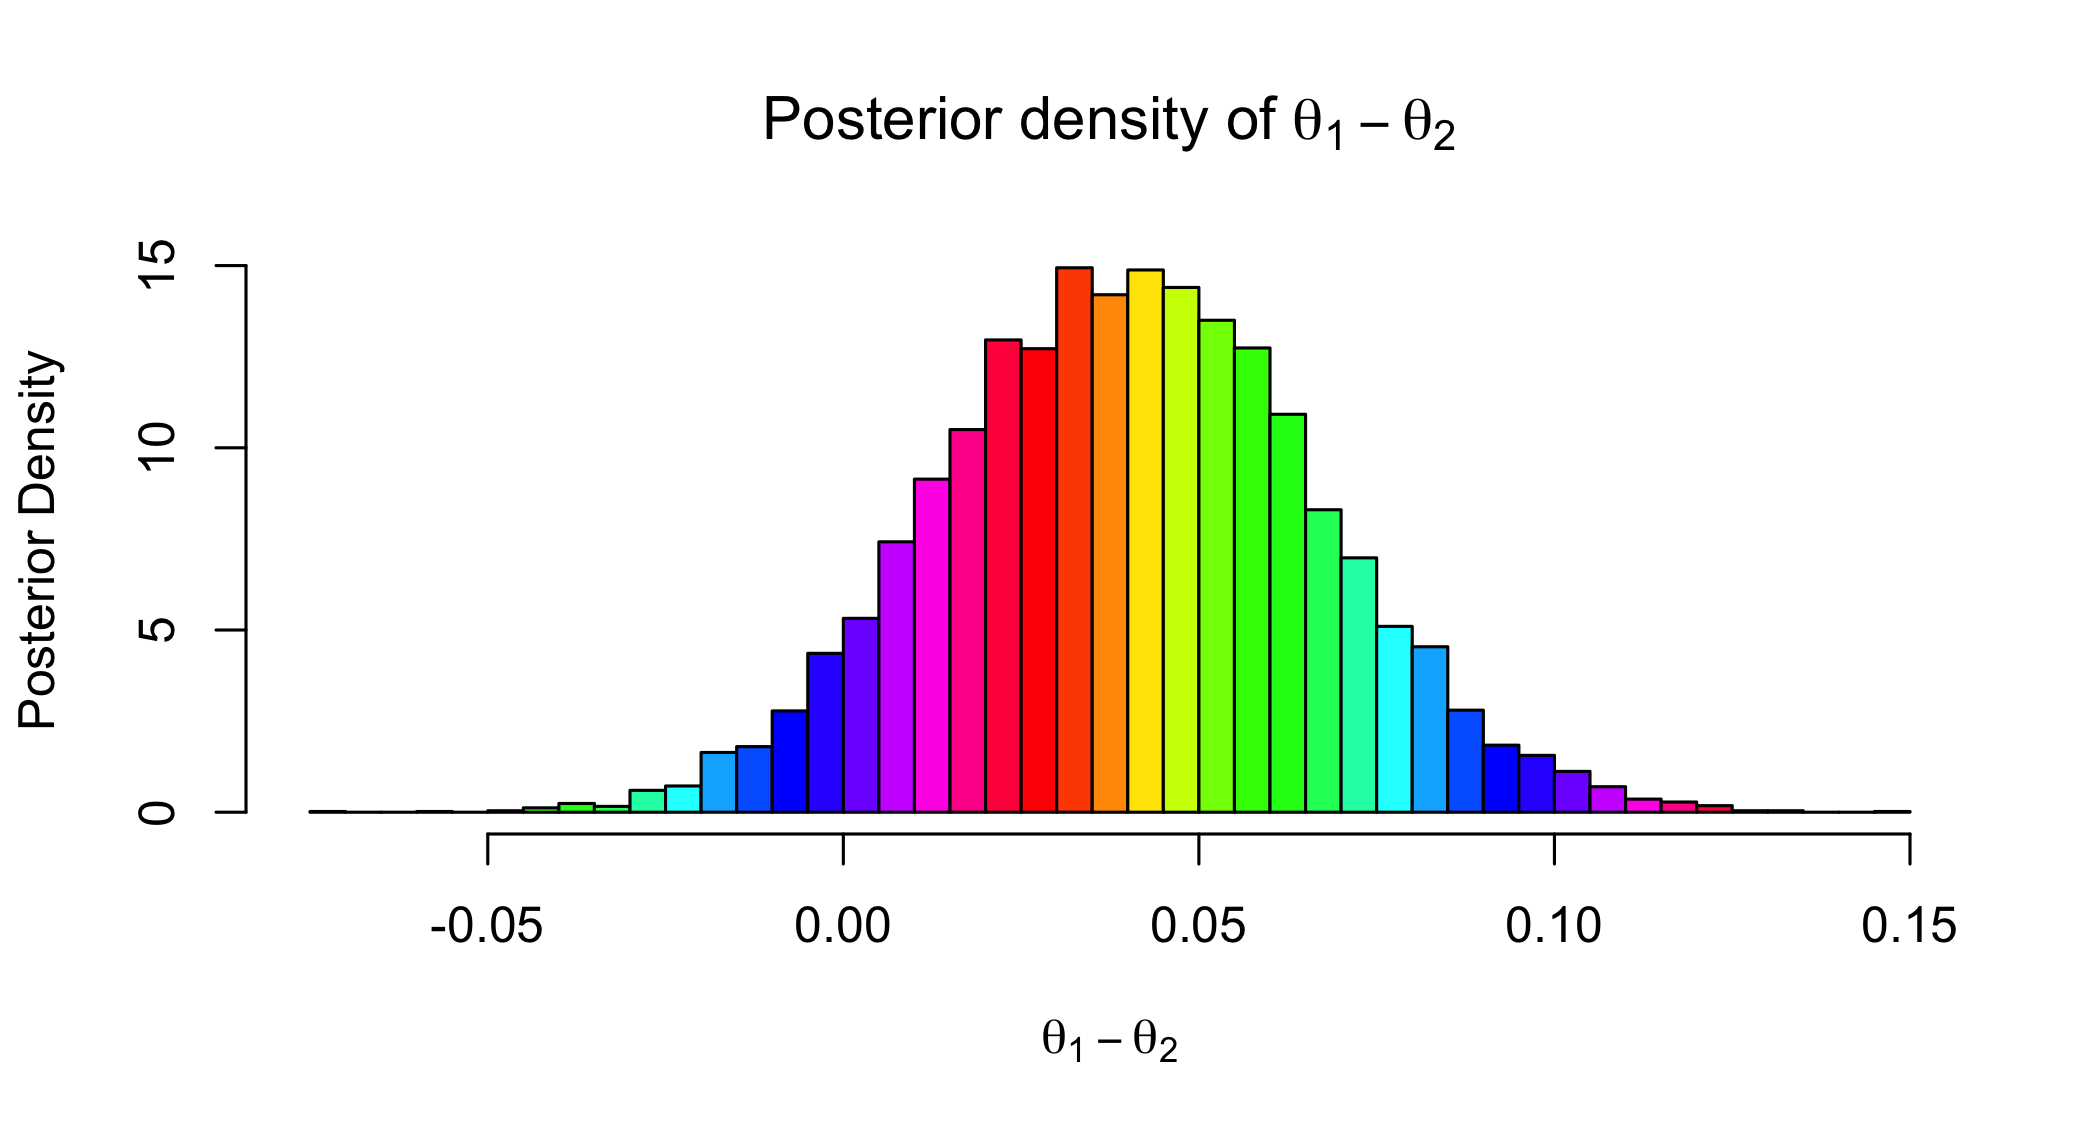 Posterior density of θ₁ − θ₂
Posterior Density
15
10
5
0
-0.05 0.00 0.05 0.10 0.15
θ₁ − θ₂